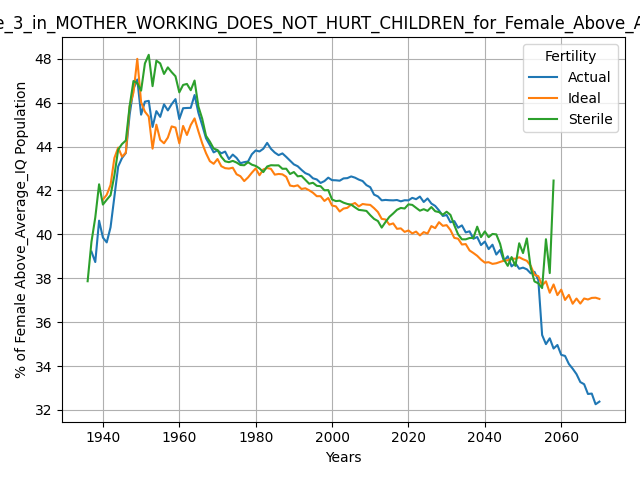 e_3_in_MOTHER_WORKING_DOES_NOT_HURT_CHILDREN_for_Female_Above_A
Fertility
Actual
Ideal
Sterile
% of Female Above_Average_IQ Population
48
46
44
42
40
38
36
34
32
1940
1960
1980
2000
2020
2040
2060
Years